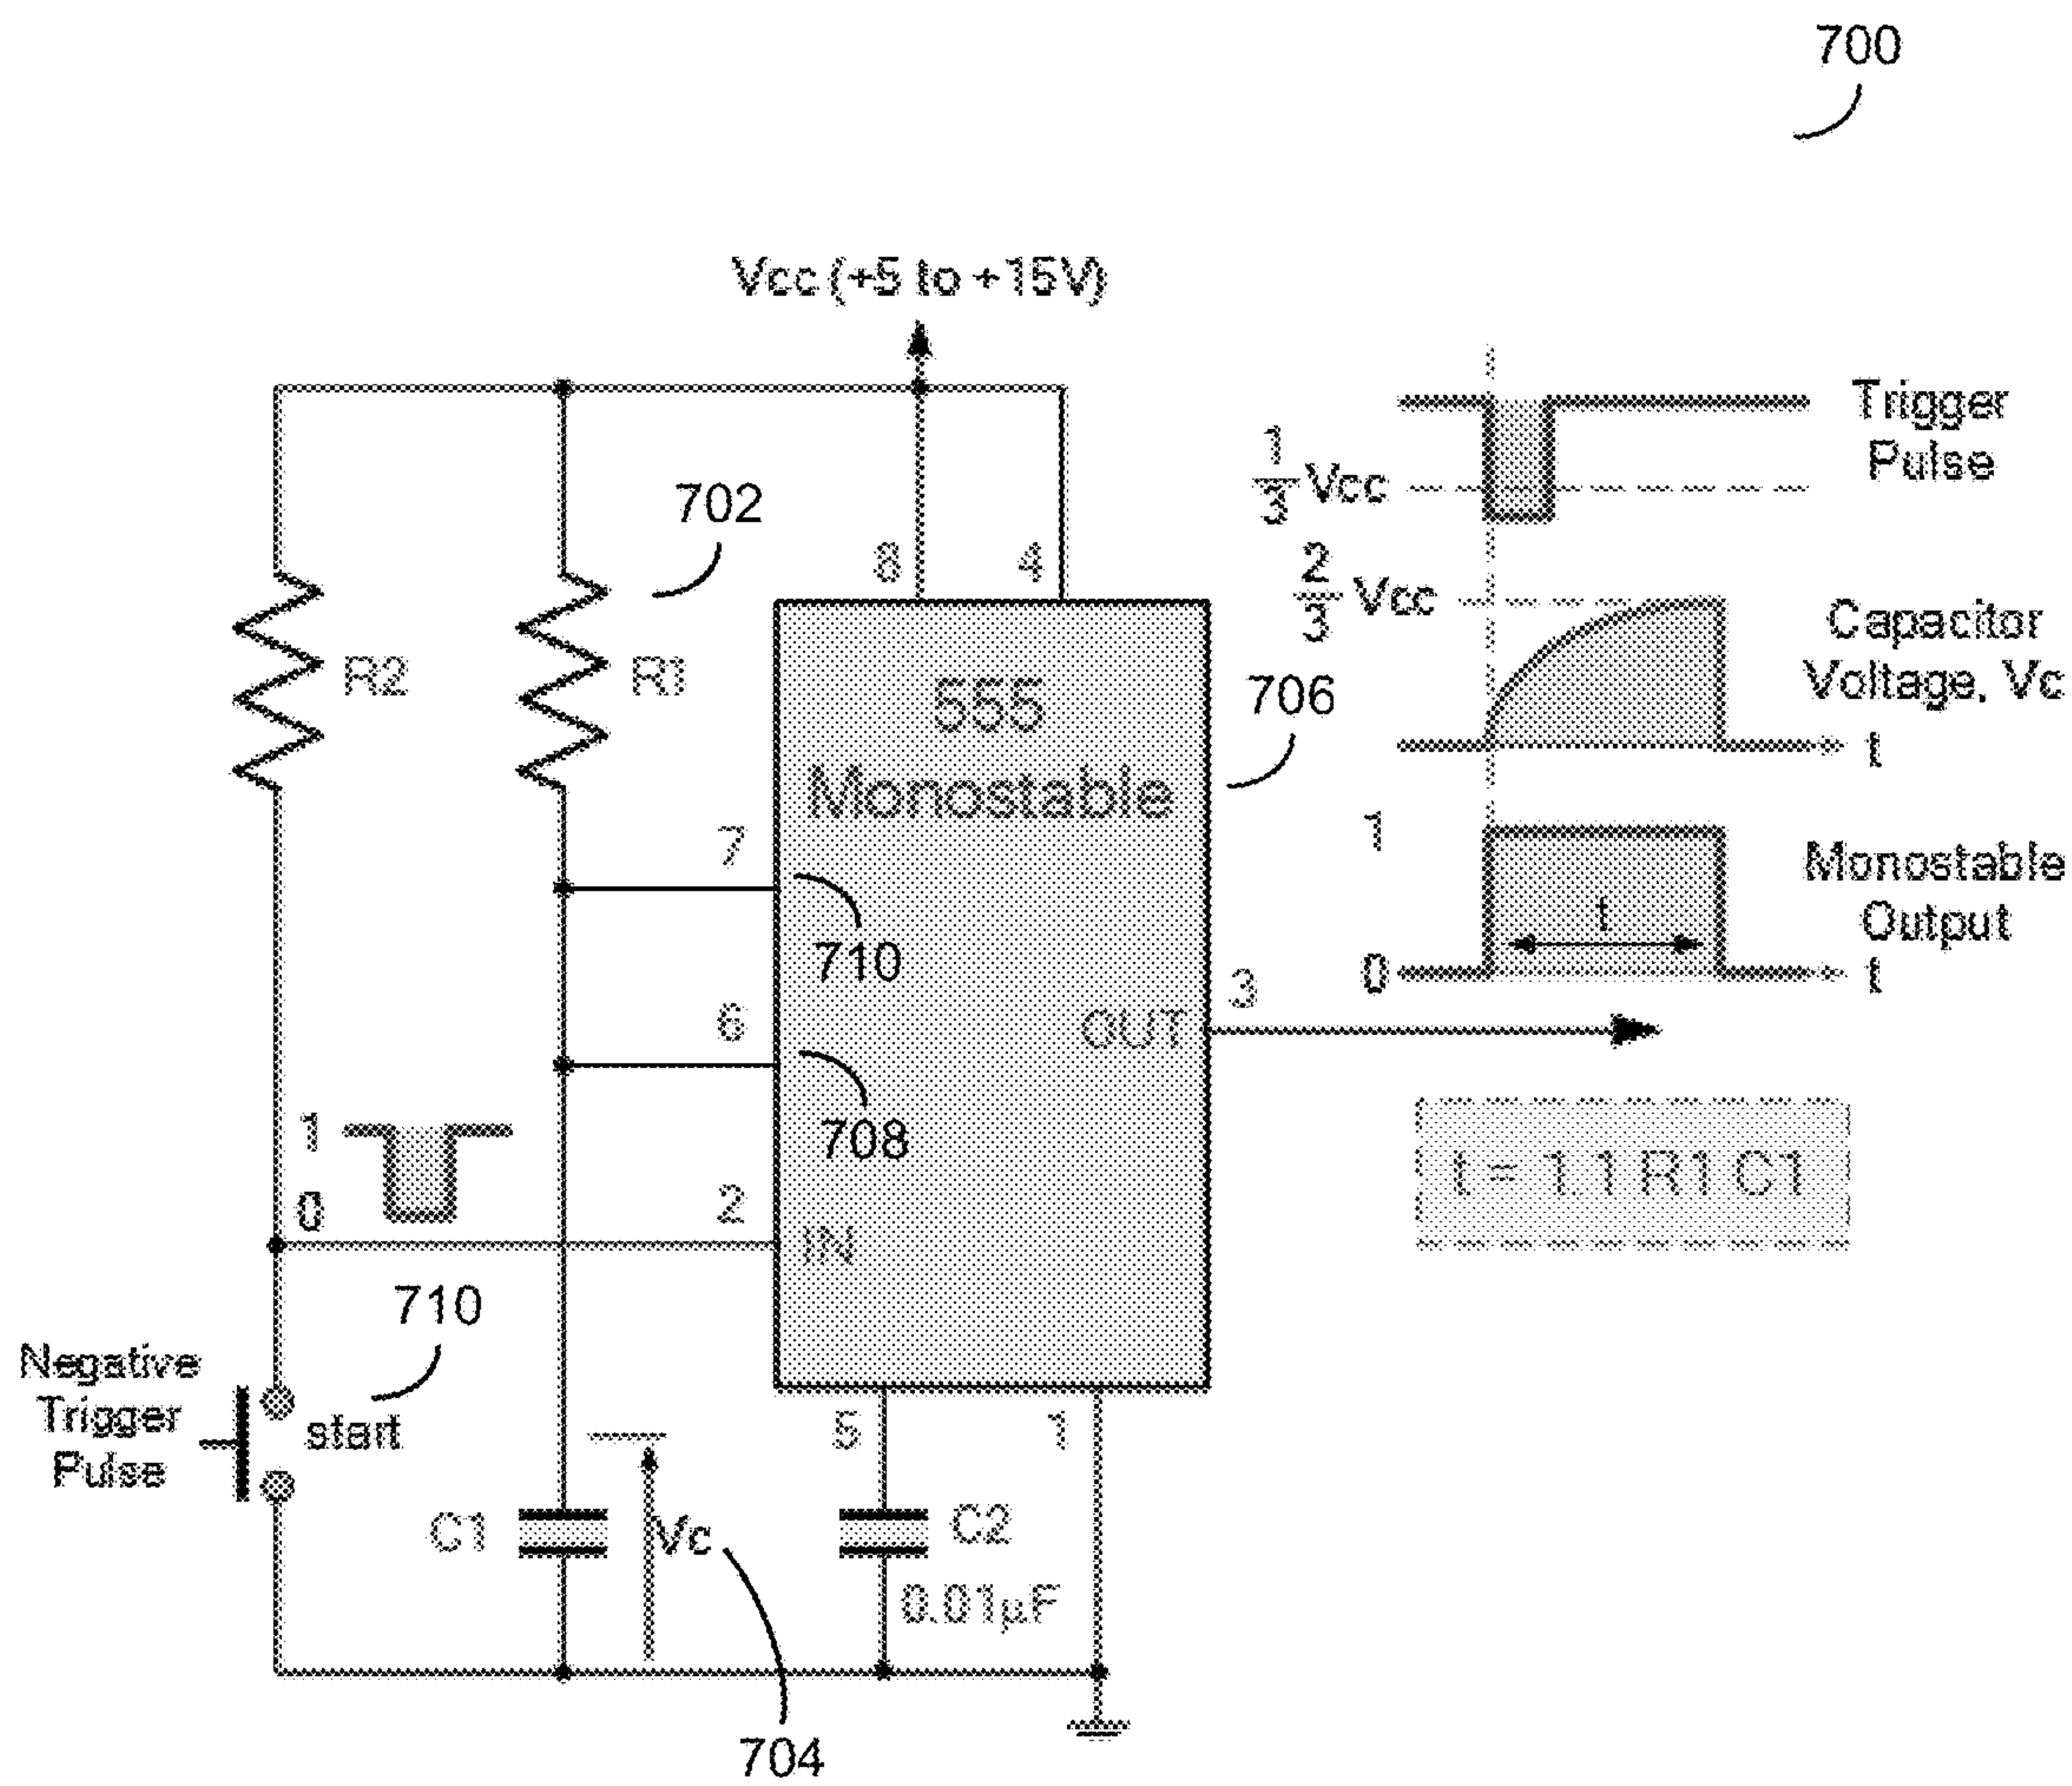 700
Vcc (+5 to +15V)
Trigger
Pulse
1
3
Vcc
702
8
4
2
3
Vcc
Capacitor
Voltage, Vc
t
R2
R1
555
Monostable
706
7
710
1
Monostable
Output
t
0
t
6
708
OUT
3
1
0
2
IN
t = 1.1 R1 C1
710
Negative
Trigger
Pulse
start
5
1
C1
Vc
C2
0.01µF
704